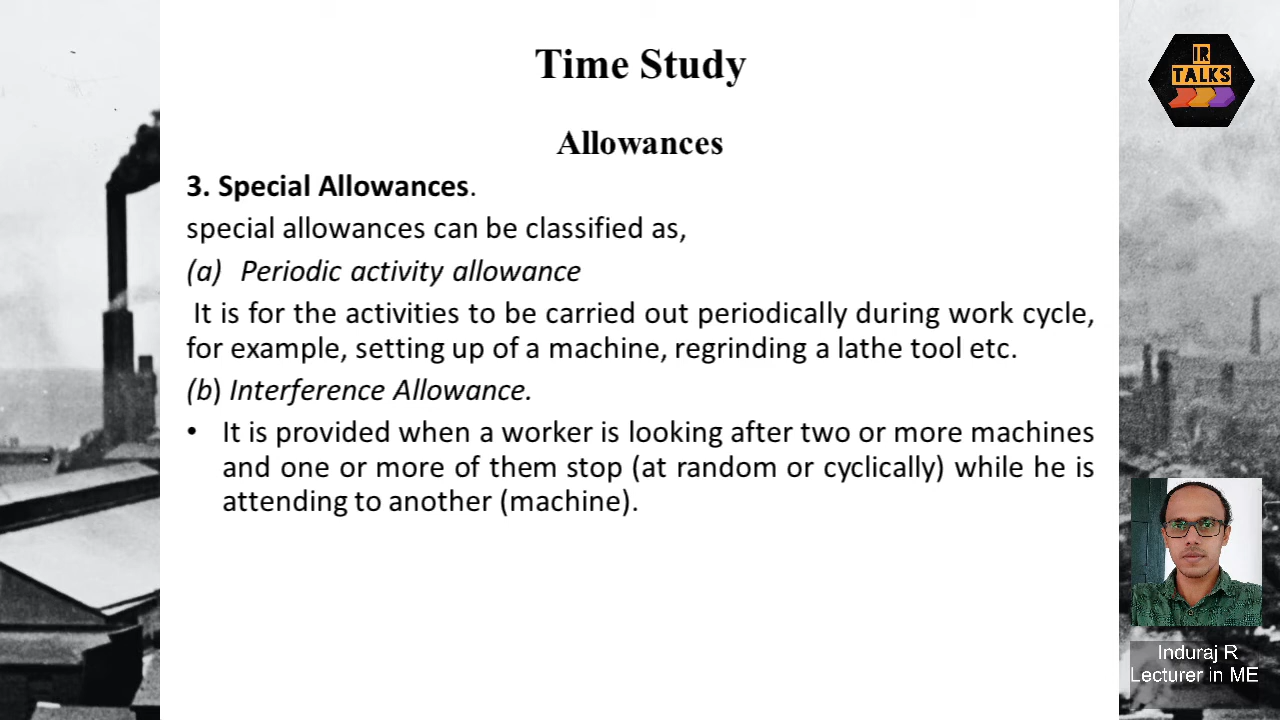 Time Study
IR
TALKS
Allowances
3. Special Allowances.
special allowances can be classified as,
(a) Periodic activity allowance
It is for the activities to be carried out periodically during work cycle,
for example, setting up of a machine, regrinding a lathe tool etc.
(b) Interference Allowance.
• It is provided when a worker is looking after two or more machines
and one or more of them stop (at random or cyclically) while he is
attending to another (machine).
Induraj R
Lecturer in ME